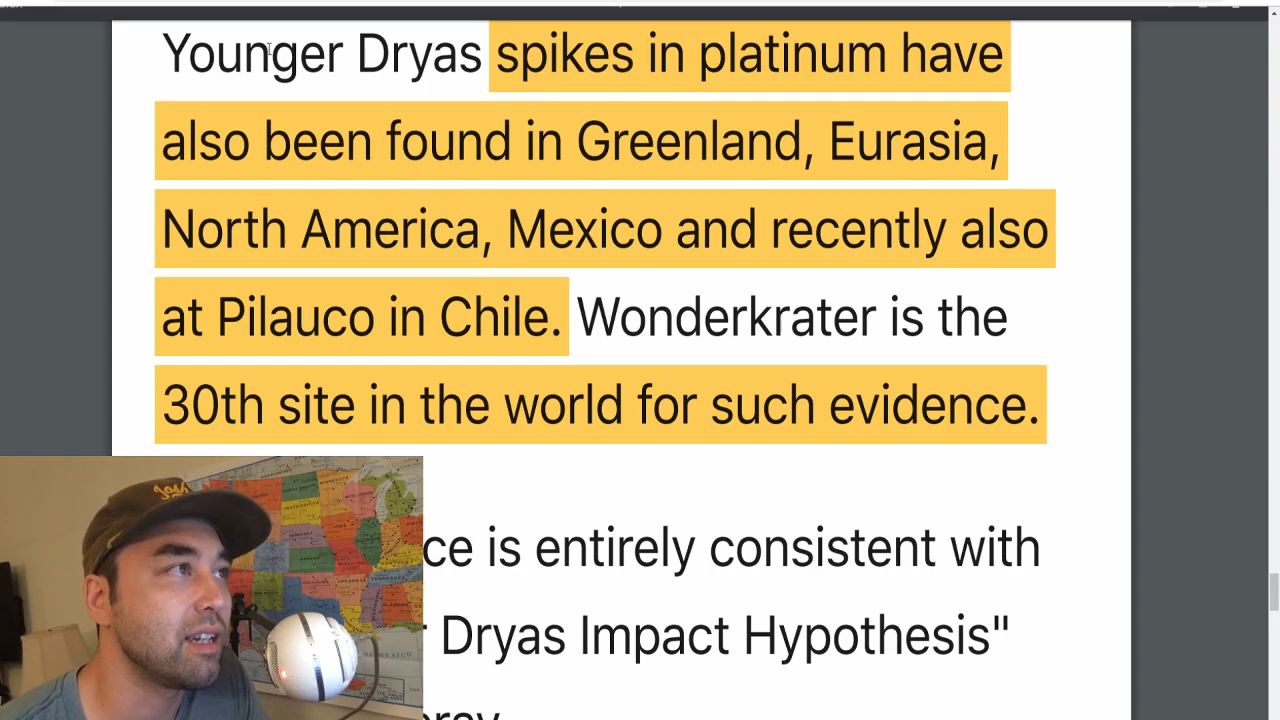 Younger Dryas spikes in platinum have
also been found in Greenland, Eurasia,
North America, Mexico and recently also
at Pilauco in Chile. Wonderkrater is the
30th site in the world for such evidence.
ce is entirely consistent with
Dryas Impact Hypothesis"